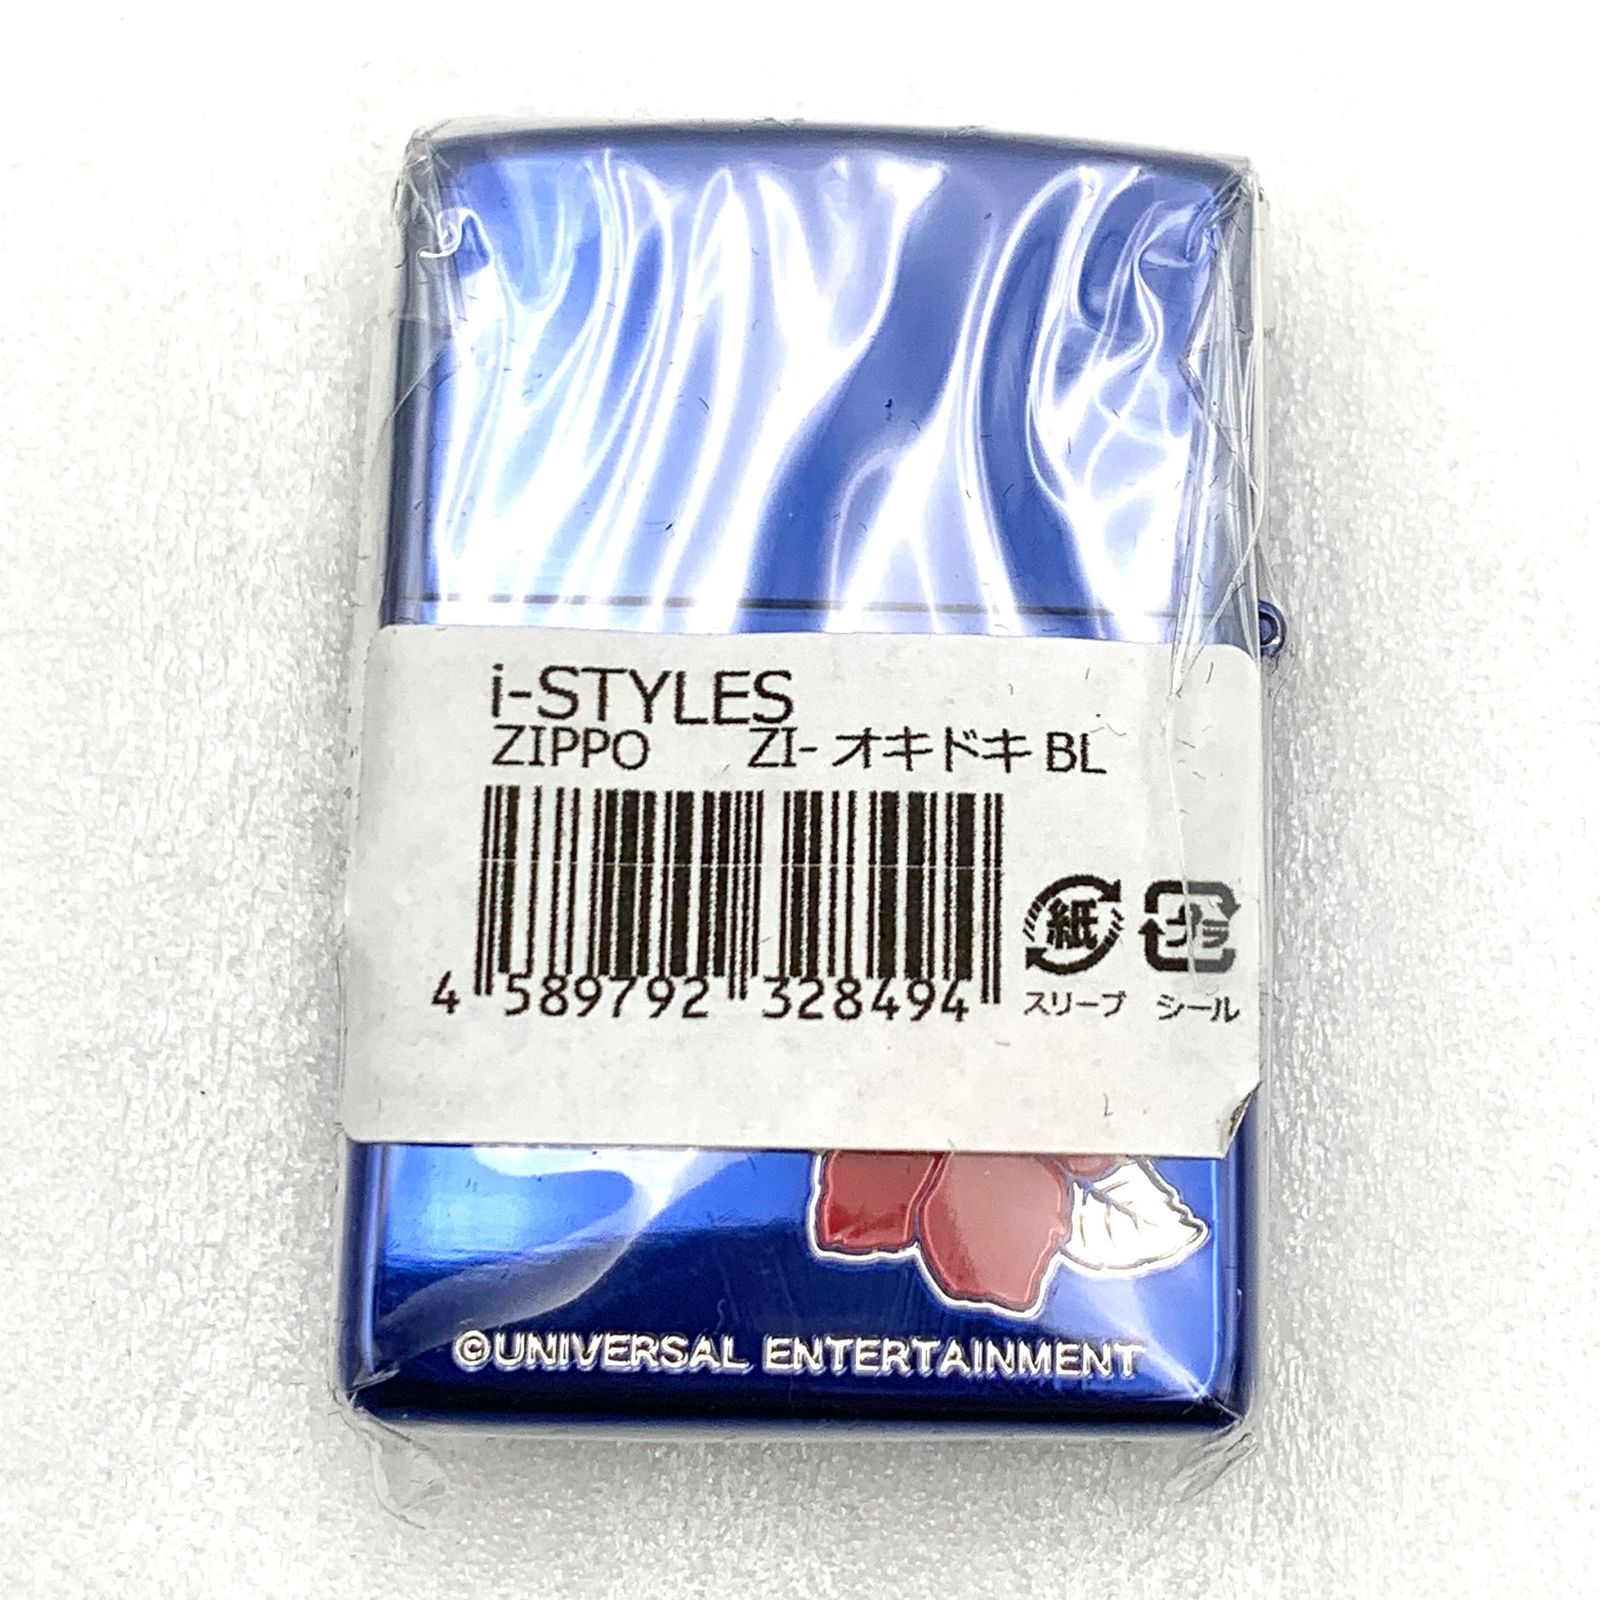 i-STYLES
ZIPPO ZI- オキドキ BL
4 589792 328494
紙 プラ
スリーブ シール
©UNIVERSAL ENTERTAINMENT